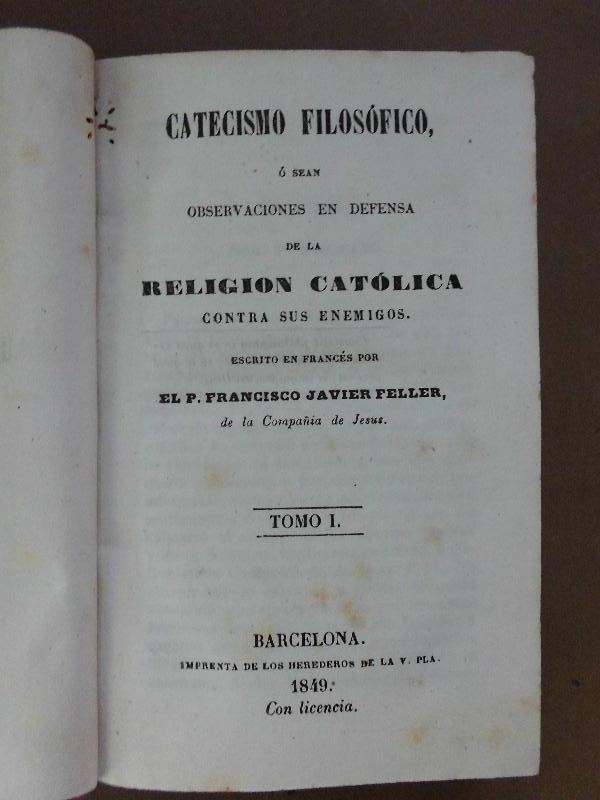 CATECISMO FILOSÓFICO,
Ó SEAN
OBSERVACIONES EN DEFENSA
DE LA
RELIGION CATÓLICA
CONTRA SUS ENEMIGOS.
ESCRITO EN FRANCÉS POR
EL P. FRANCISCO JAVIER FELLER,
de la Compañia de Jesus.
TOMO I.
BARCELONA.
IMPRENTA DE LOS HEREDEROS DE LA V. PLA.
1849.
Con licencia.